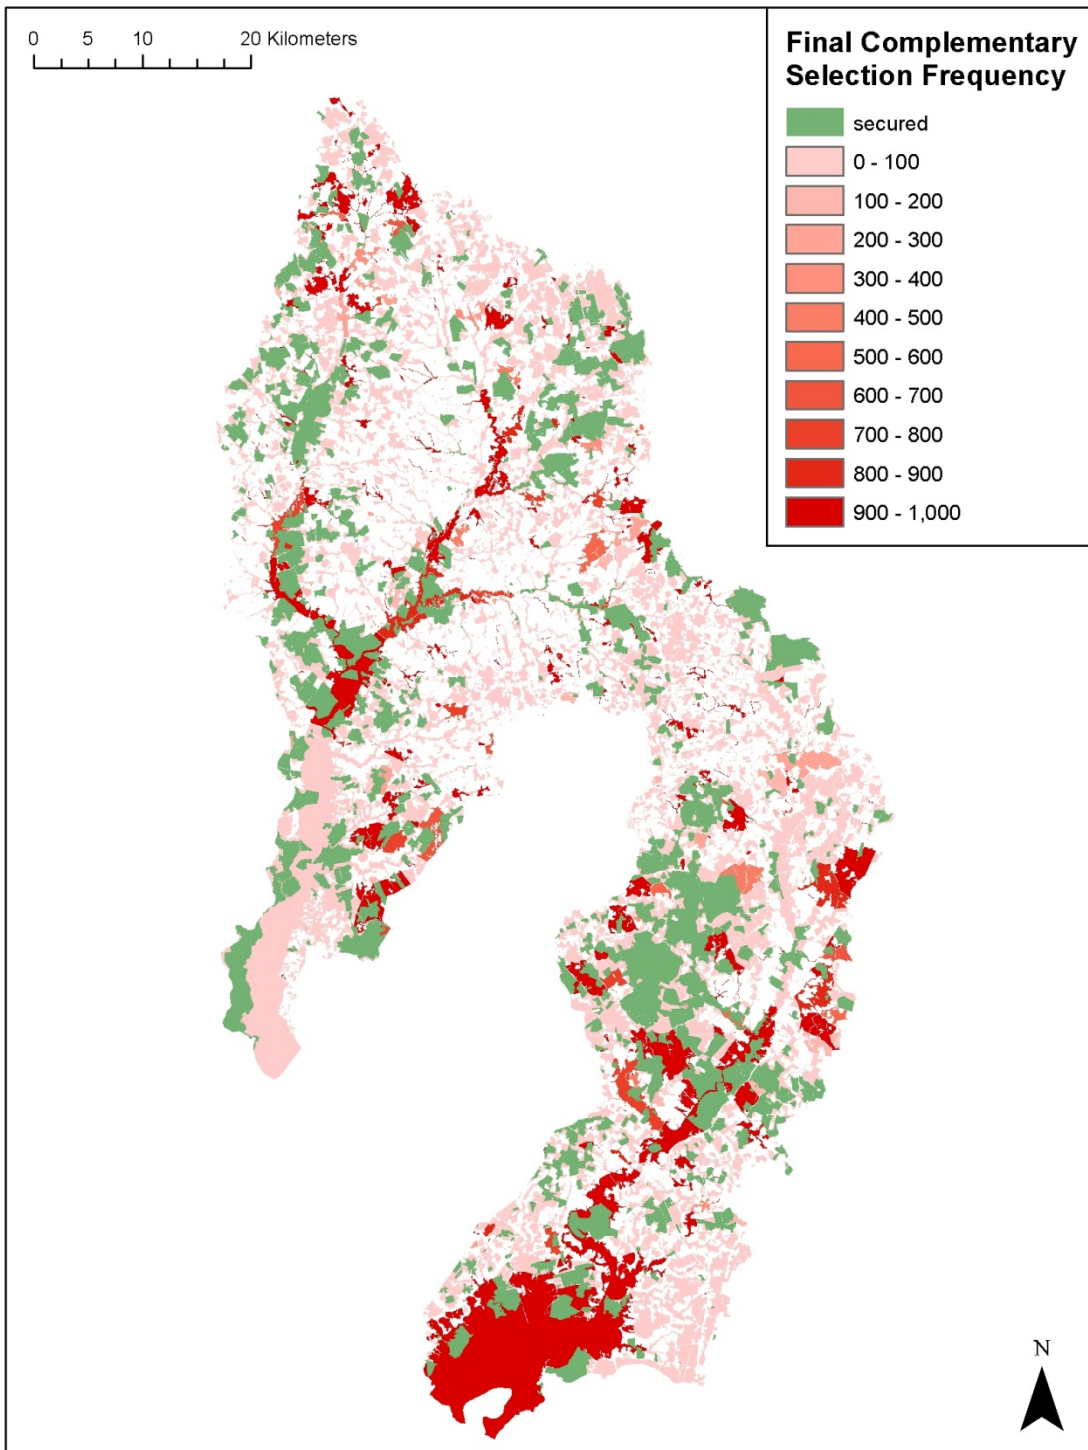 0 5 10 20 Kilometers
Final Complementary
Selection Frequency
secured
0 - 100
100 - 200
200 - 300
300 - 400
400 - 500
500 - 600
600 - 700
700 - 800
800 - 900
900 - 1,000
N